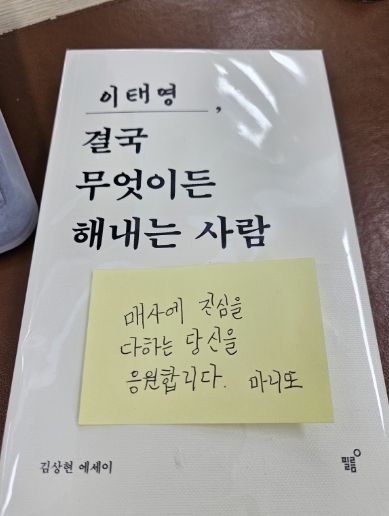 이태영,
결국
무엇이든
해내는 사람
매사에 진심을
다하는 당신을
응원합니다. 마니또
김상현 에세이
필름